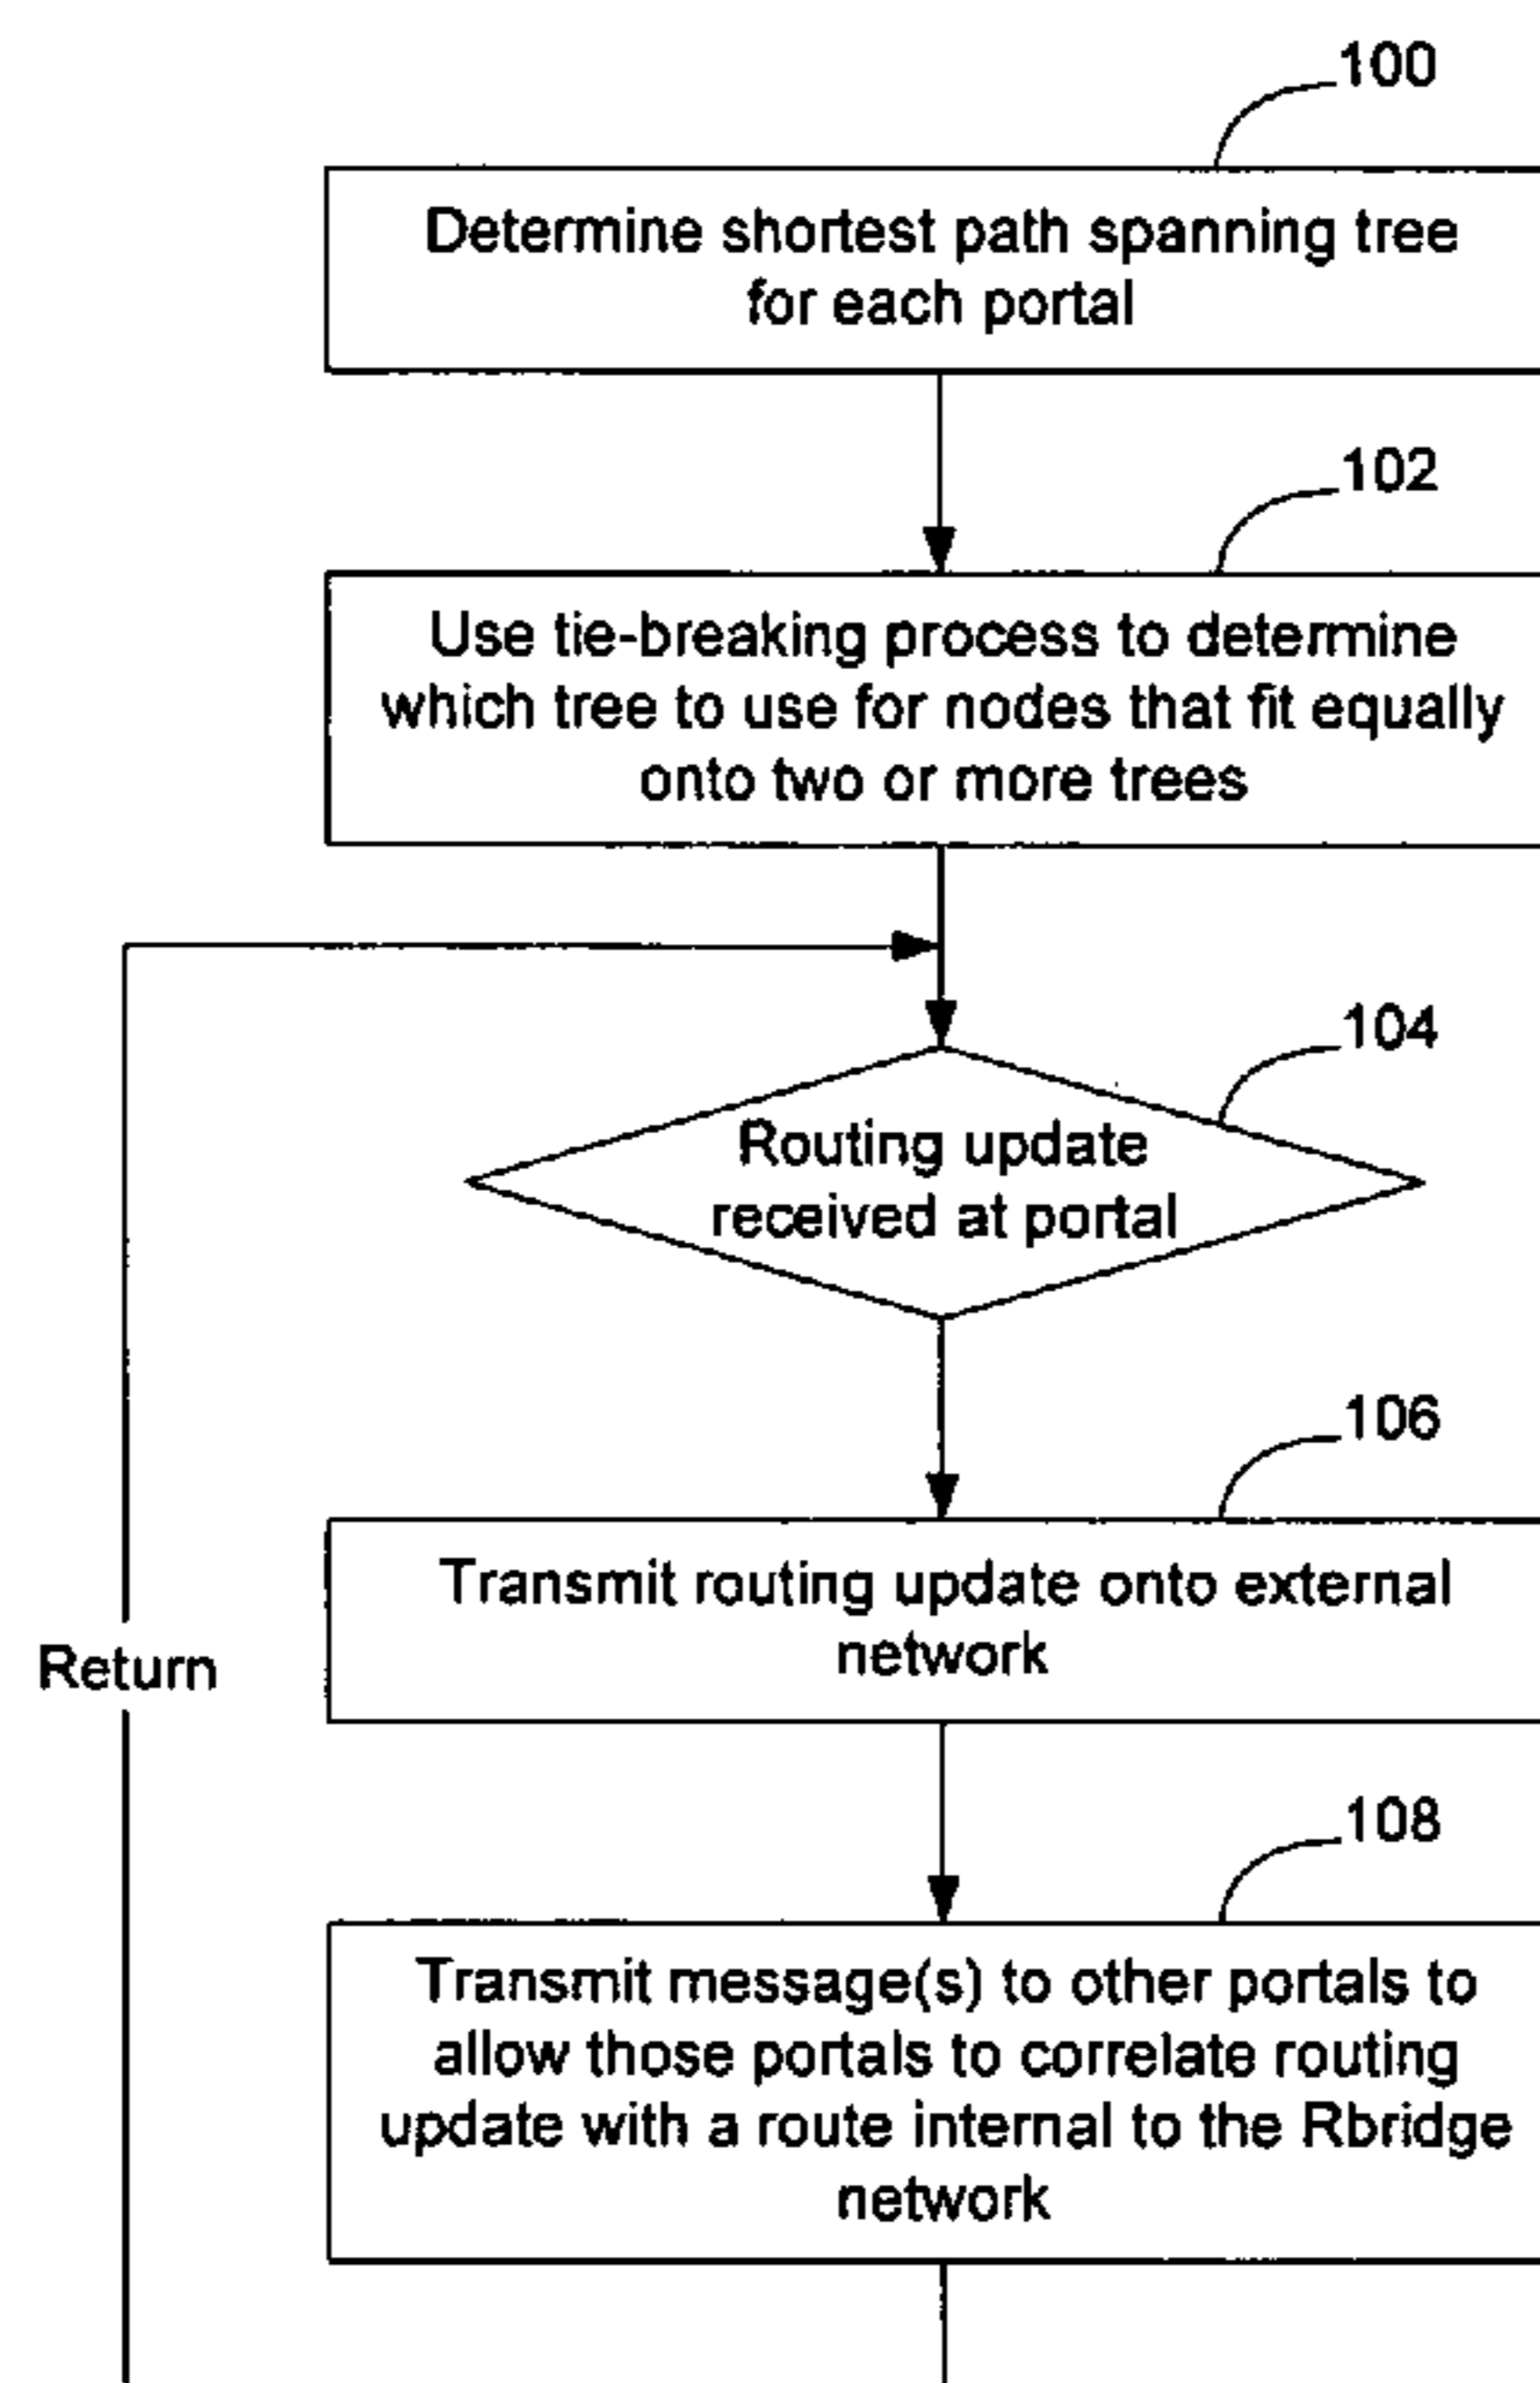 100
Determine shortest path spanning tree
for each portal
102
Use tie-breaking process to determine
which tree to use for nodes that fit equally
onto two or more trees
104
Routing update
received at portal
106
Transmit routing update onto external
network
Return
108
Transmit message(s) to other portals to
allow those portals to correlate routing
update with a route internal to the Rbridge
network